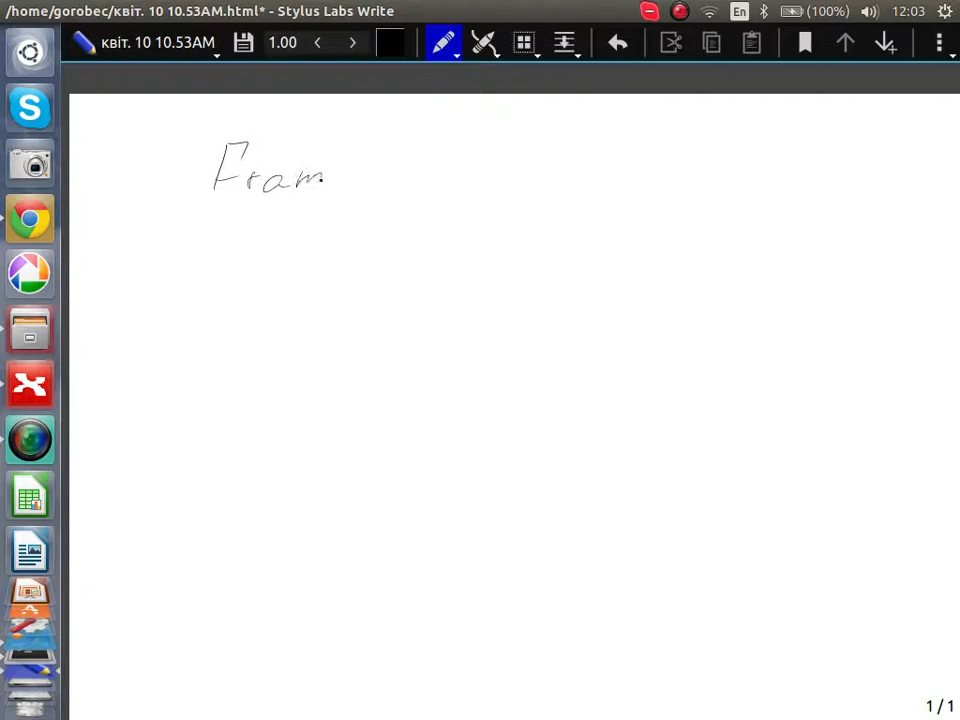 /home/gorobec/квіт. 10 10.53AM.html* - Stylus Labs Write
En
(100%)
12:03
квіт. 10 10.53AM
1.00
Fram
1 / 1